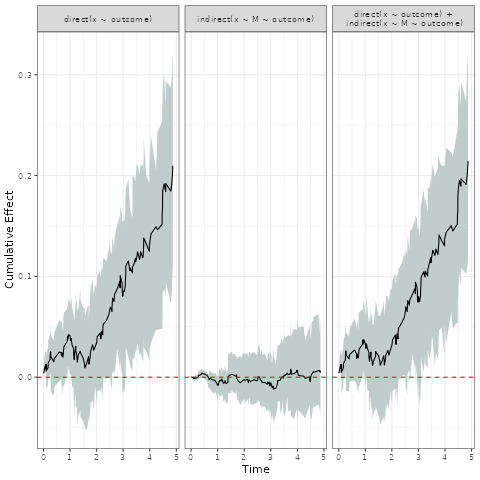 direct(x ~ outcome)
indirect(x ~ M ~ outcome)
direct(x ~ outcome) +
indirect(x ~ M ~ outcome)
Cumulative Effect
0.3
0.2
0.1
0.0
0 1 2 3 4 5
0 1 2 3 4 5
0 1 2 3 4 5
Time